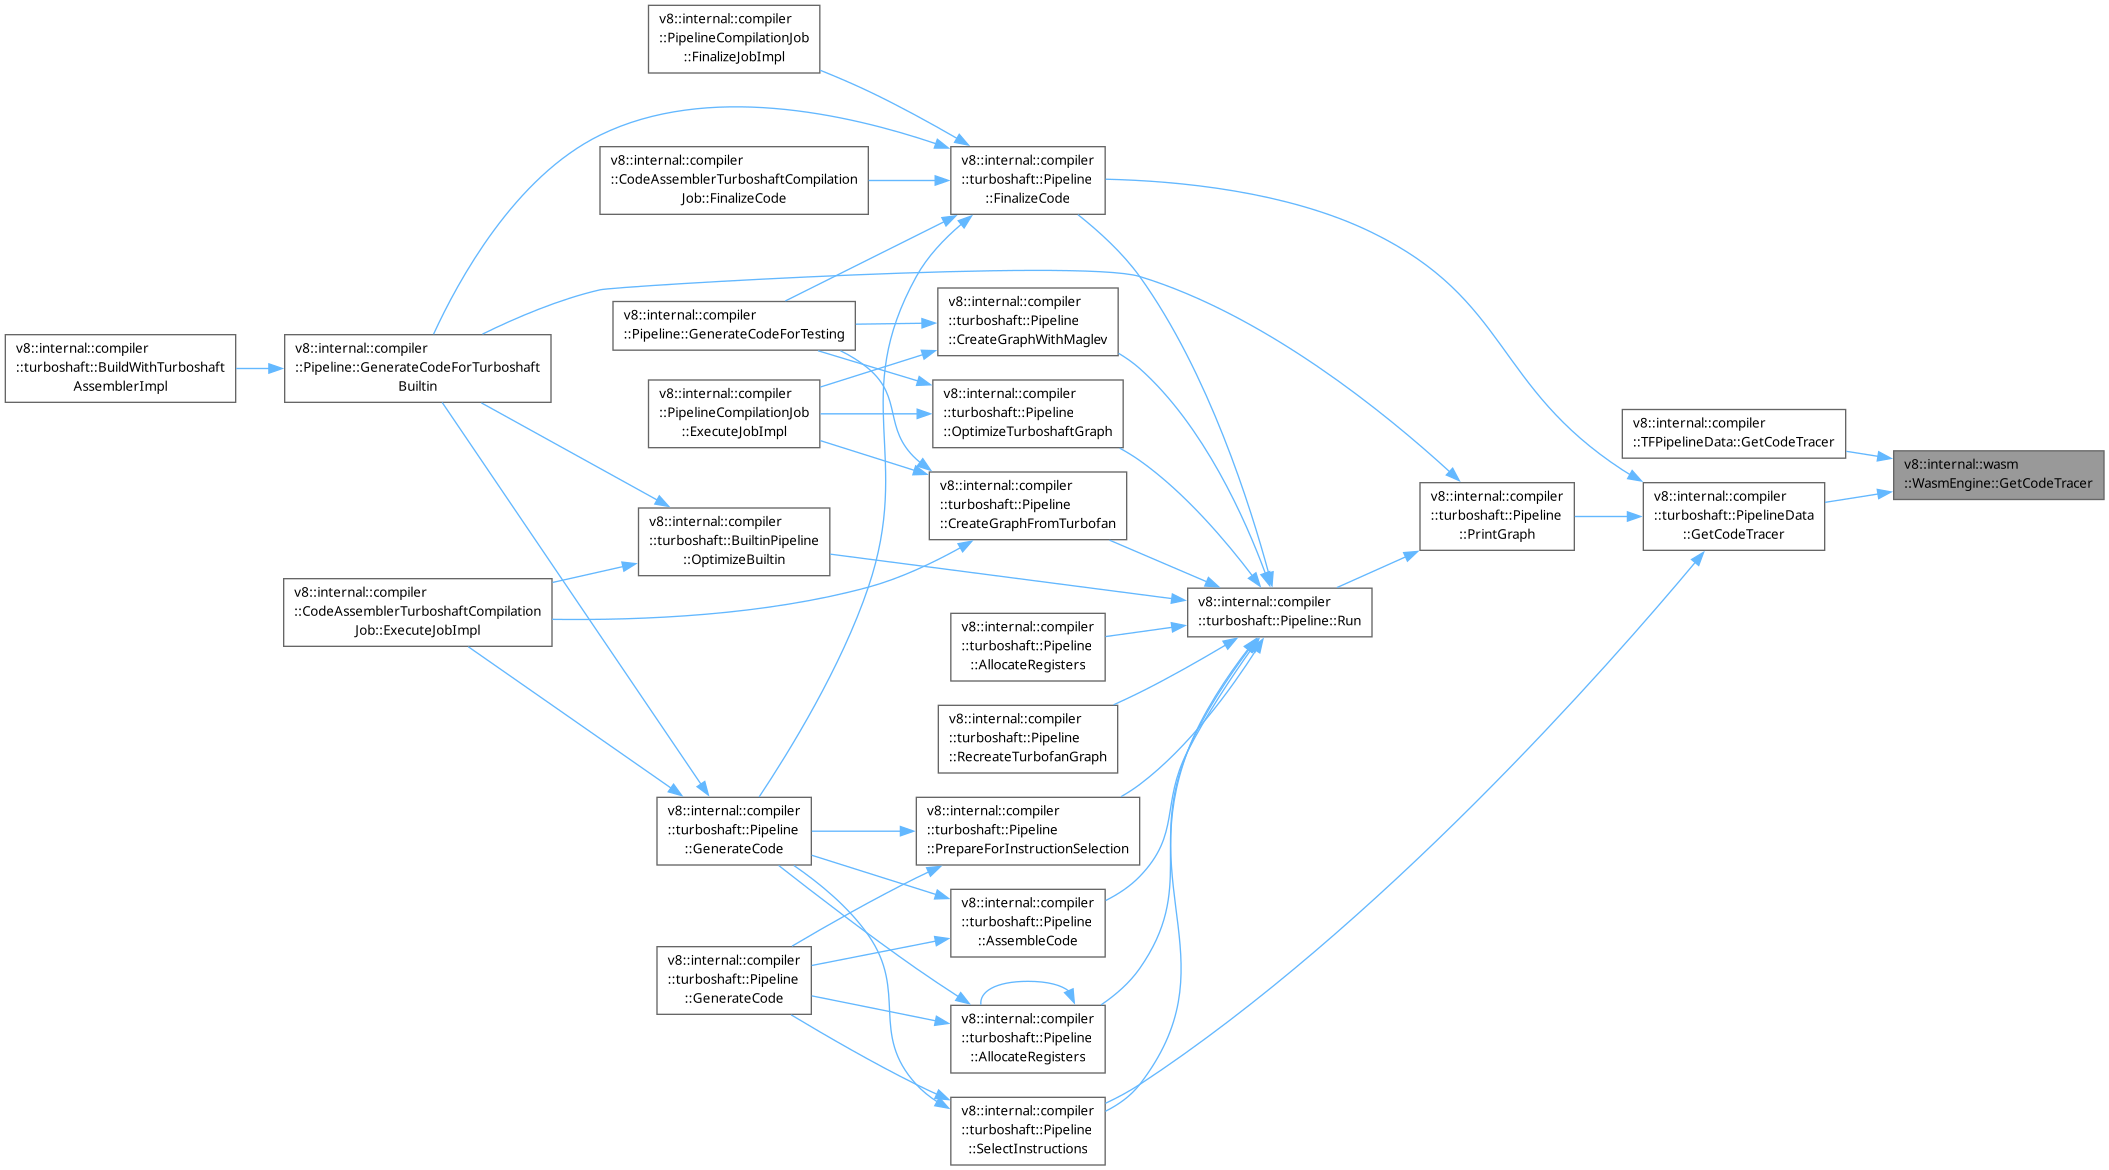 v8::internal::compiler
::PipelineCompilationJob
::FinalizeJobImpl
v8::internal::compiler
::CodeAssemblerTurboshaftCompilation
Job::FinalizeCode
v8::internal::compiler
::turboshaft::Pipeline
::FinalizeCode
v8::internal::compiler
::Pipeline::GenerateCodeForTesting
v8::internal::compiler
::turboshaft::Pipeline
::CreateGraphWithMaglev
v8::internal::compiler
::turboshaft::BuildWithTurboshaft
AssemblerImpl
v8::internal::compiler
::Pipeline::GenerateCodeForTurboshaft
Builtin
v8::internal::compiler
::PipelineCompilationJob
::ExecuteJobImpl
v8::internal::compiler
::turboshaft::Pipeline
::OptimizeTurboshaftGraph
v8::internal::compiler
::TFPipelineData::GetCodeTracer
v8::internal::wasm
::WasmEngine::GetCodeTracer
v8::internal::compiler
::turboshaft::Pipeline
::CreateGraphFromTurbofan
v8::internal::compiler
::turboshaft::Pipeline
::PrintGraph
v8::internal::compiler
::turboshaft::PipelineData
::GetCodeTracer
v8::internal::compiler
::turboshaft::BuiltinPipeline
::OptimizeBuiltin
v8::internal::compiler
::CodeAssemblerTurboshaftCompilation
Job::ExecuteJobImpl
v8::internal::compiler
::turboshaft::Pipeline::Run
v8::internal::compiler
::turboshaft::Pipeline
::AllocateRegisters
v8::internal::compiler
::turboshaft::Pipeline
::RecreateTurbofanGraph
v8::internal::compiler
::turboshaft::Pipeline
::GenerateCode
v8::internal::compiler
::turboshaft::Pipeline
::PrepareForInstructionSelection
v8::internal::compiler
::turboshaft::Pipeline
::AssembleCode
v8::internal::compiler
::turboshaft::Pipeline
::GenerateCode
v8::internal::compiler
::turboshaft::Pipeline
::AllocateRegisters
v8::internal::compiler
::turboshaft::Pipeline
::SelectInstructions